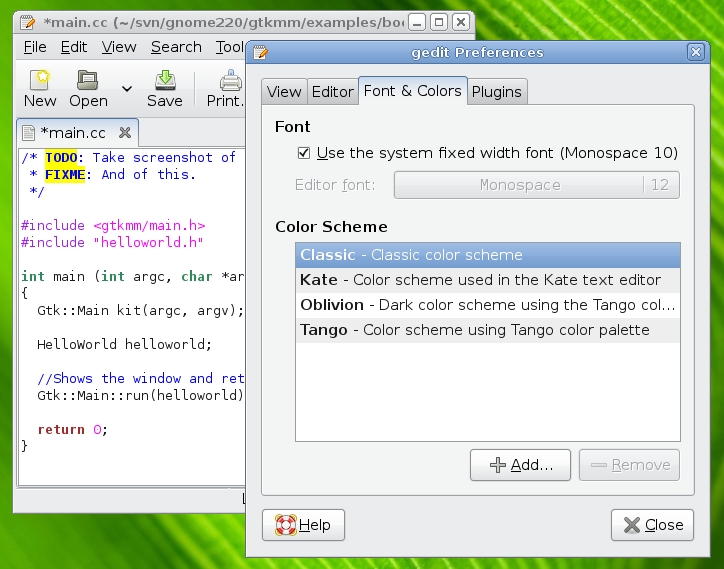 *main.cc (~/svn/gnome220/gtkmm/examples/bo
File Edit View Search
New Open Save Print.
*main.cc
/* TODO: Take screenshot of
* FIXME: And of this.
*/
#include <gtkmm/main.h>
#include "helloworld.h"
int main (int argc, char *ar
{
Gtk::Main kit(argc, argv);
HelloWorld helloworld;
//Shows the window and ret
Gtk::Main::run(helloworld)
return 0;
}
gedit Preferences
View Editor Font & Colors Plugins
Font
Use the system fixed width font (Monospace 10)
Editor font: Monospace 12
Color Scheme
Classic - Classic color scheme
Kate - Color scheme used in the Kate text editor
Oblivion - Dark color scheme using the Tango col...
Tango - Color scheme using Tango color palette
Add... Remove
Help Close